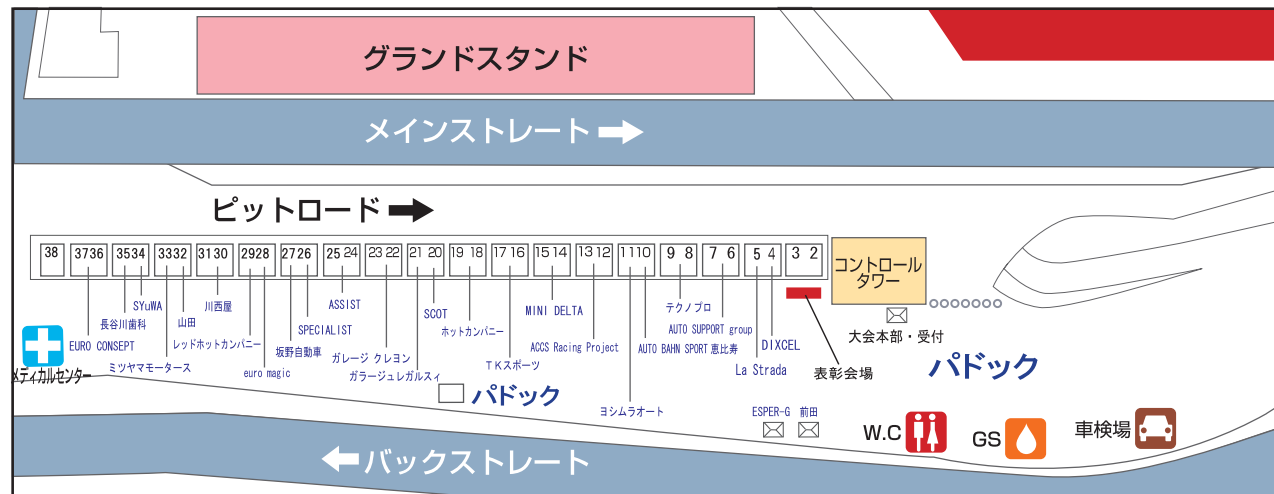 グランドスタンド
メインストレート
ピットロード
38 3736 3534 3332 3130 2928 2726 25 24 23 22 21 20 19 18 17 16 15 14 13 12 1110 9 8 7 6 5 4 3 2
コントロール
タワー
SYuWA
川西屋
ASSIST
MINI DELTA
テクノプロ
長谷川歯科
山田
SPECIALIST
SCOT
ホットカンパニー
AUTO SUPPORT group
大会本部・受付
EURO CONSEPT
レッドホットカンパニー
坂野自動車
ガレージ クレヨン
ACCS Racing Project
AUTO BAHN SPORT 恵比寿
DIXCEL
ミツヤマモータース
euro magic
ガラージュレガルスィ
TKスポーツ
La Strada
表彰会場
パドック
メディカルセンター
パドック
ヨシムラオート
ESPER-G
前田
W.C
GS
車検場
バックストレート